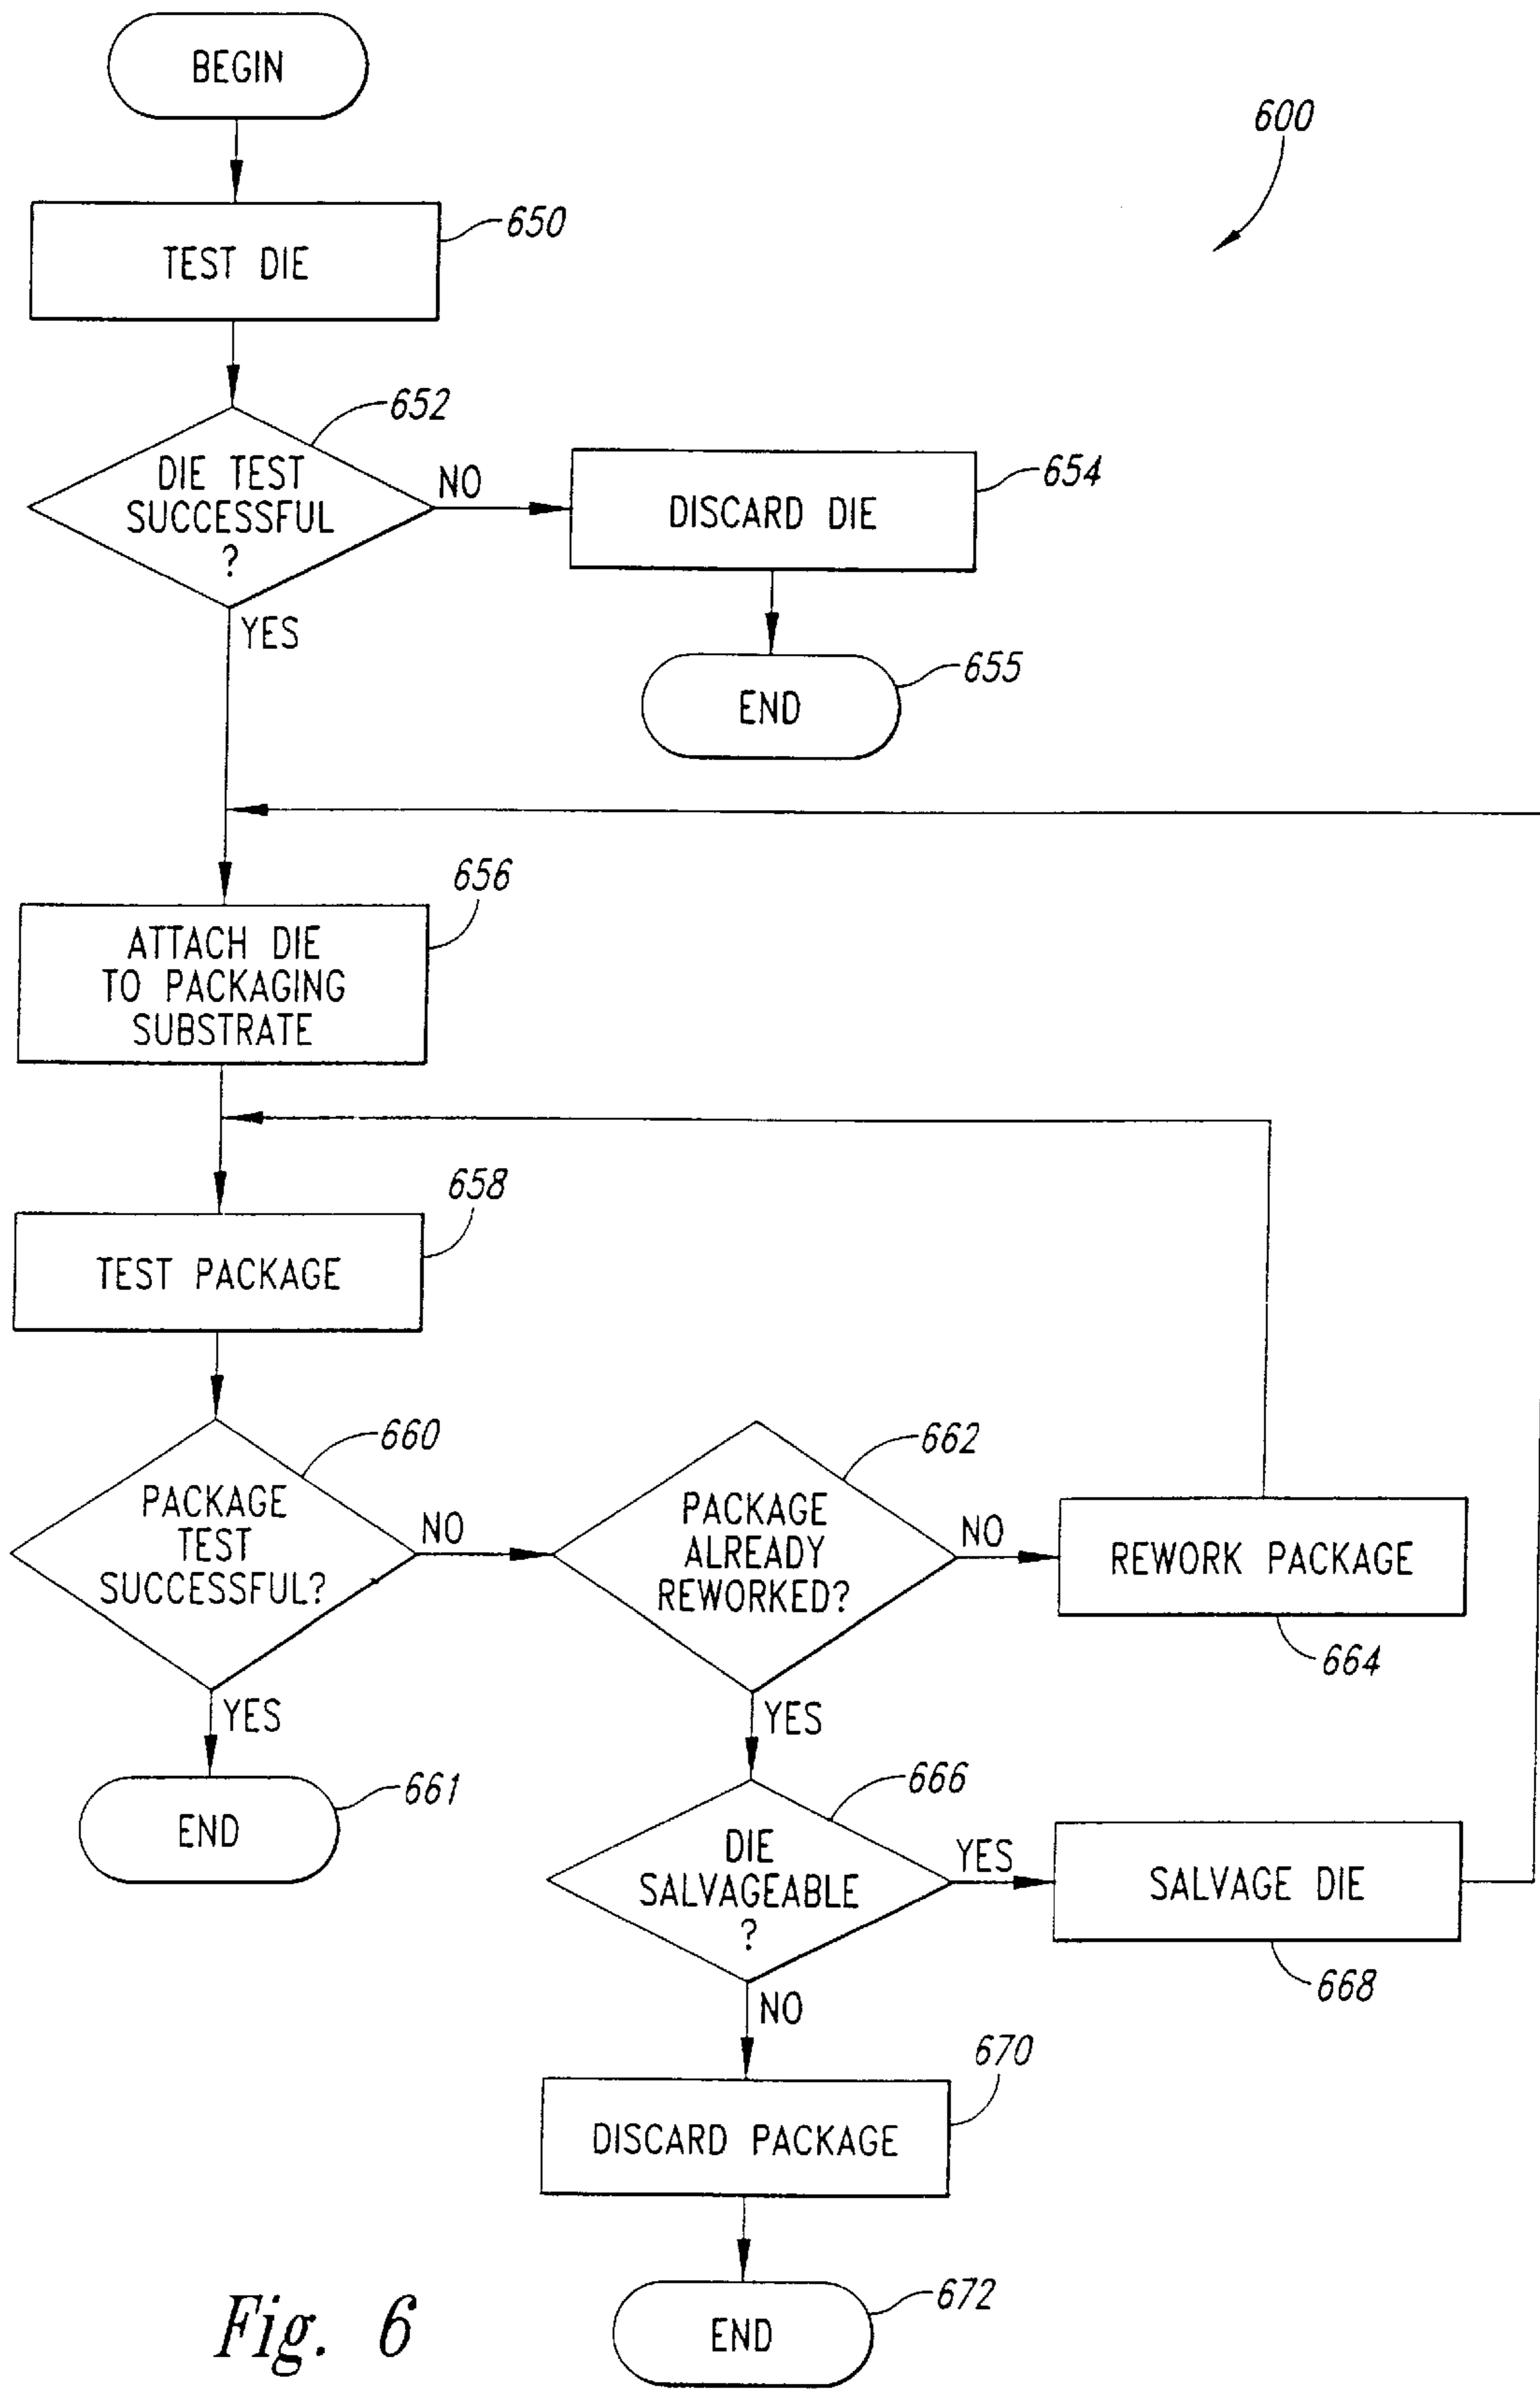 BEGIN
600
650
TEST DIE
652
DIE TEST
SUCCESSFUL
?
NO
654
DISCARD DIE
YES
655
END
656
ATTACH DIE
TO PACKAGING
SUBSTRATE
658
TEST PACKAGE
660
PACKAGE
TEST
SUCCESSFUL?
NO
662
PACKAGE
ALREADY
REWORKED?
NO
REWORK PACKAGE
664
YES
661
END
YES
666
DIE
SALVAGEABLE
?
YES
SALVAGE DIE
668
NO
670
DISCARD PACKAGE
672
END
Fig. 6